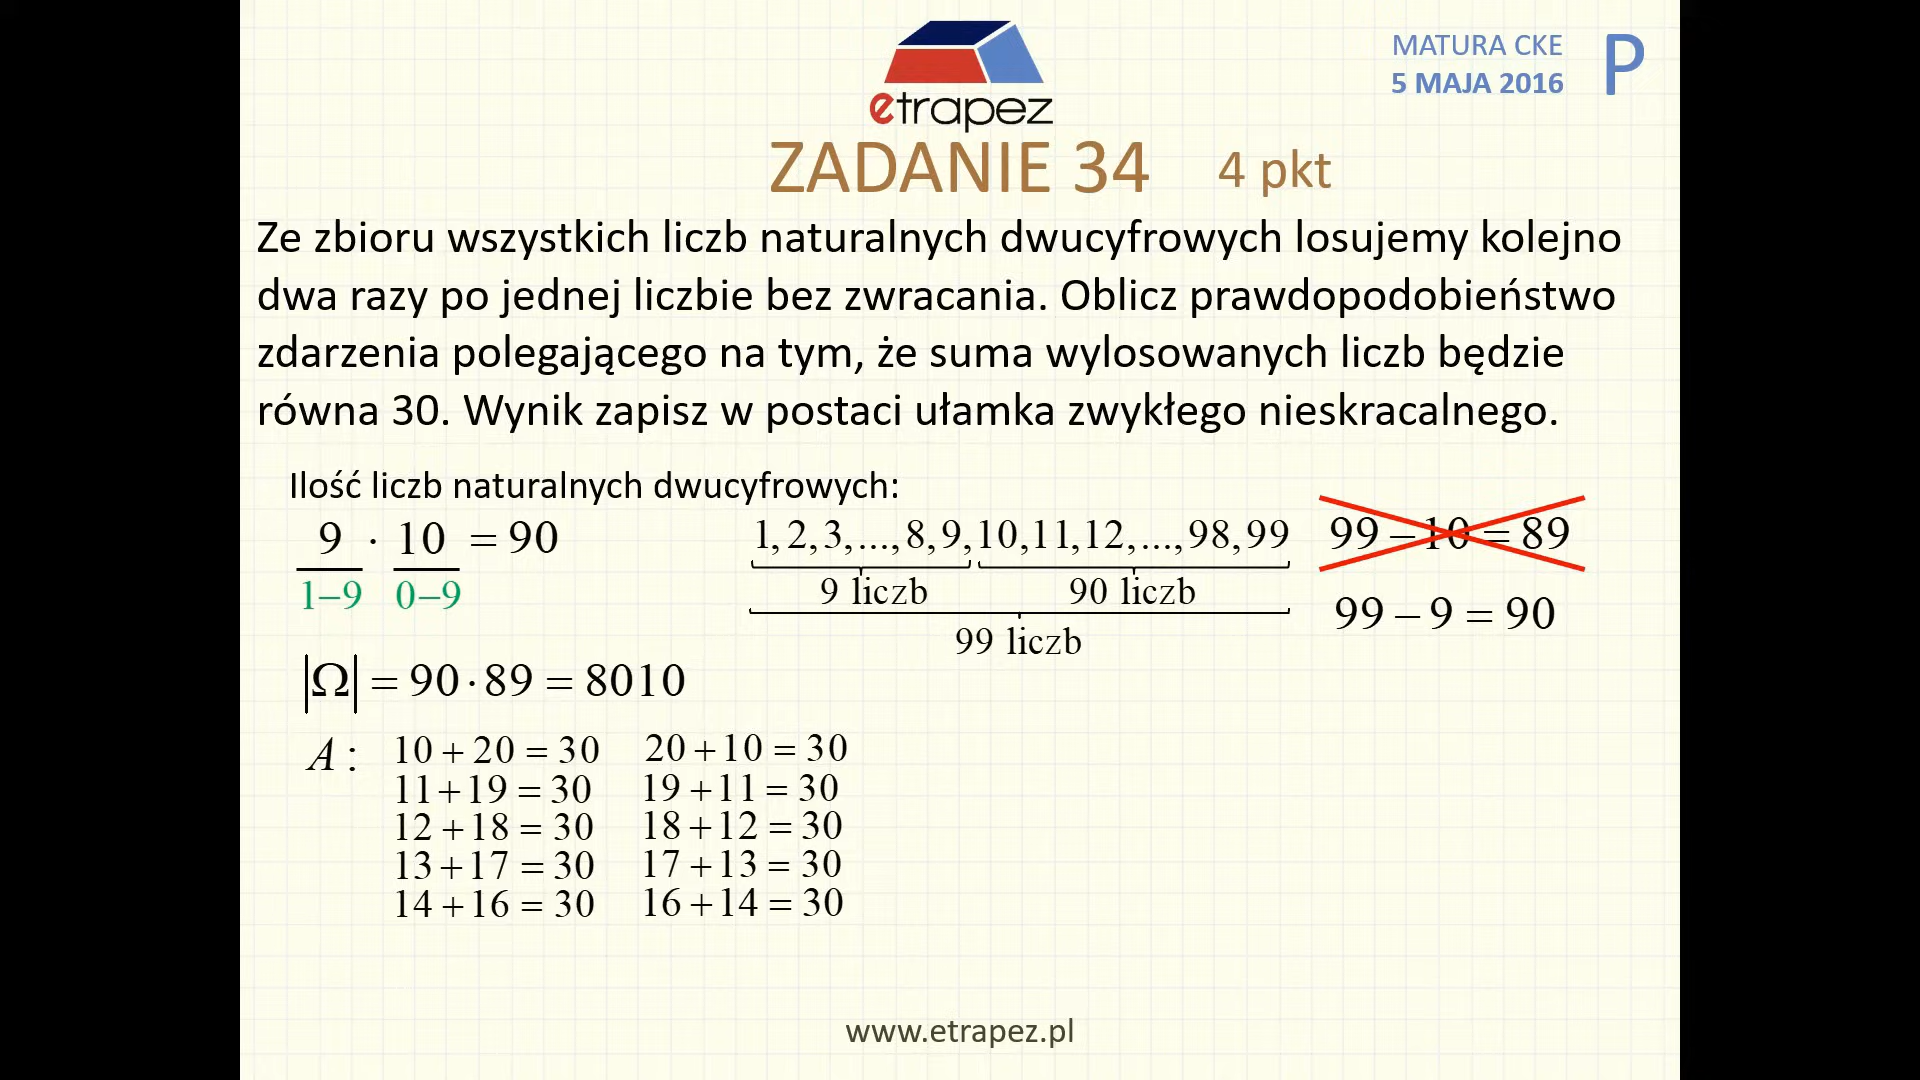 etrapez
MATURA CKE
5 MAJA 2016
P
ZADANIE 34 4 pkt
Ze zbioru wszystkich liczb naturalnych dwucyfrowych losujemy kolejno
dwa razy po jednej liczbie bez zwracania. Oblicz prawdopodobieństwo
zdarzenia polegającego na tym, że suma wylosowanych liczb będzie
równa 30. Wynik zapisz w postaci ułamka zwykłego nieskracalnego.
Ilość liczb naturalnych dwucyfrowych:
9 · 10 = 90
1–9 0–9
1, 2, 3, ..., 8, 9, 10, 11, 12, ..., 98, 99
9 liczb 90 liczb
99 liczb
99 – 10 = 89
99 – 9 = 90
|Ω| = 90 · 89 = 8010
A : 10 + 20 = 30 20 + 10 = 30
11 + 19 = 30 19 + 11 = 30
12 + 18 = 30 18 + 12 = 30
13 + 17 = 30 17 + 13 = 30
14 + 16 = 30 16 + 14 = 30
www.etrapez.pl